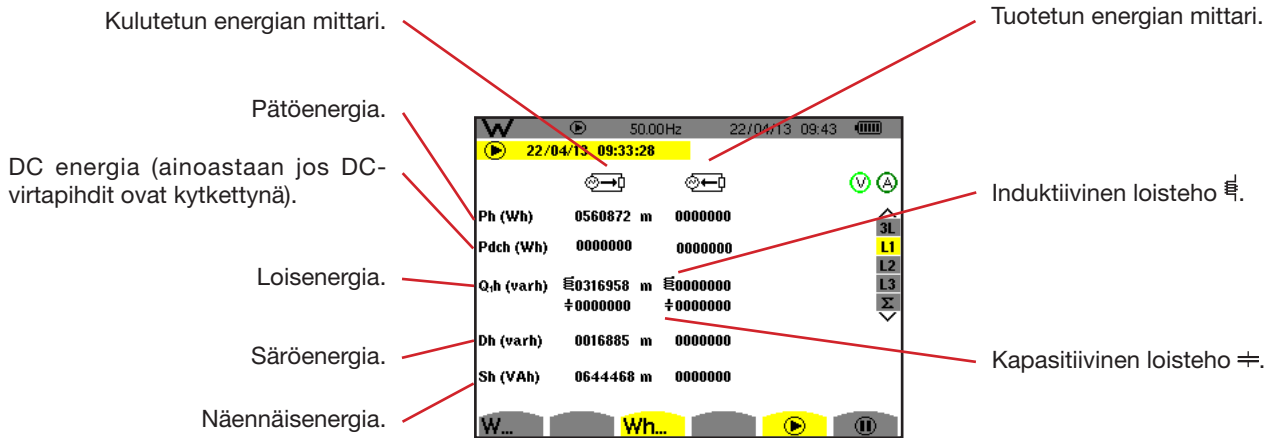 Kulutetun energian mittari.
Tuotetun energian mittari.
Pätöenergia.
DC energia (ainoastaan jos DC-
virtapihdit ovat kytkettynä).
Loisenergia.
Säröenergia.
Näennäisenergia.
Induktiivinen loisteho.
Kapasitiivinen loisteho.
W 50.00Hz 22/04/13 09:43
22/04/13 09:33:28
V A
Ph (Wh) 0560872 m 0000000
Pdch (Wh) 0000000 0000000
Q₁h (varh) 0316958 m 0000000
0000000 0000000
Dh (varh) 0016885 m 0000000
Sh (VAh) 0644468 m 0000000
3L
L1
L2
L3
Σ
W... Wh...